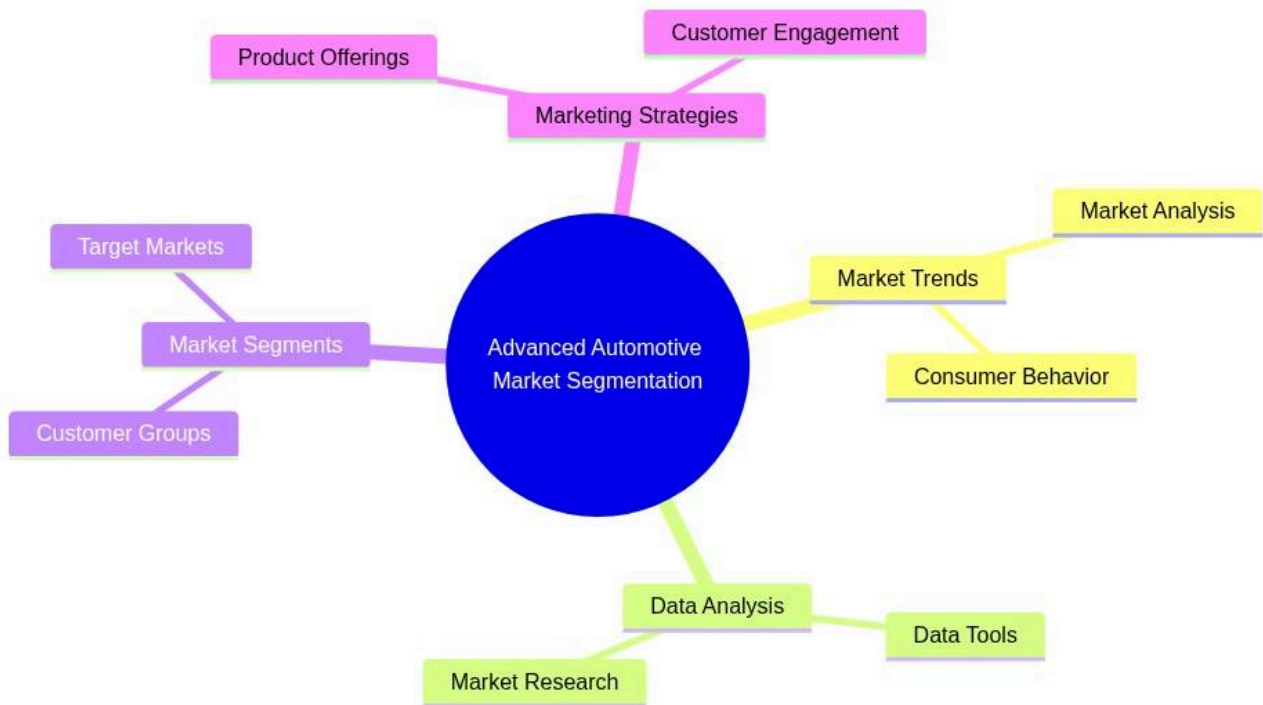 Customer Engagement
Product Offerings
Marketing Strategies
Market Analysis
Target Markets
Market Trends
Market Segments
Advanced Automotive
Market Segmentation
Consumer Behavior
Customer Groups
Data Analysis
Data Tools
Market Research